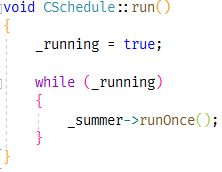 void CSchedule::run()
{
    _running = true;
    while (_running)
    {
        _summer->runOnce();
    }
}